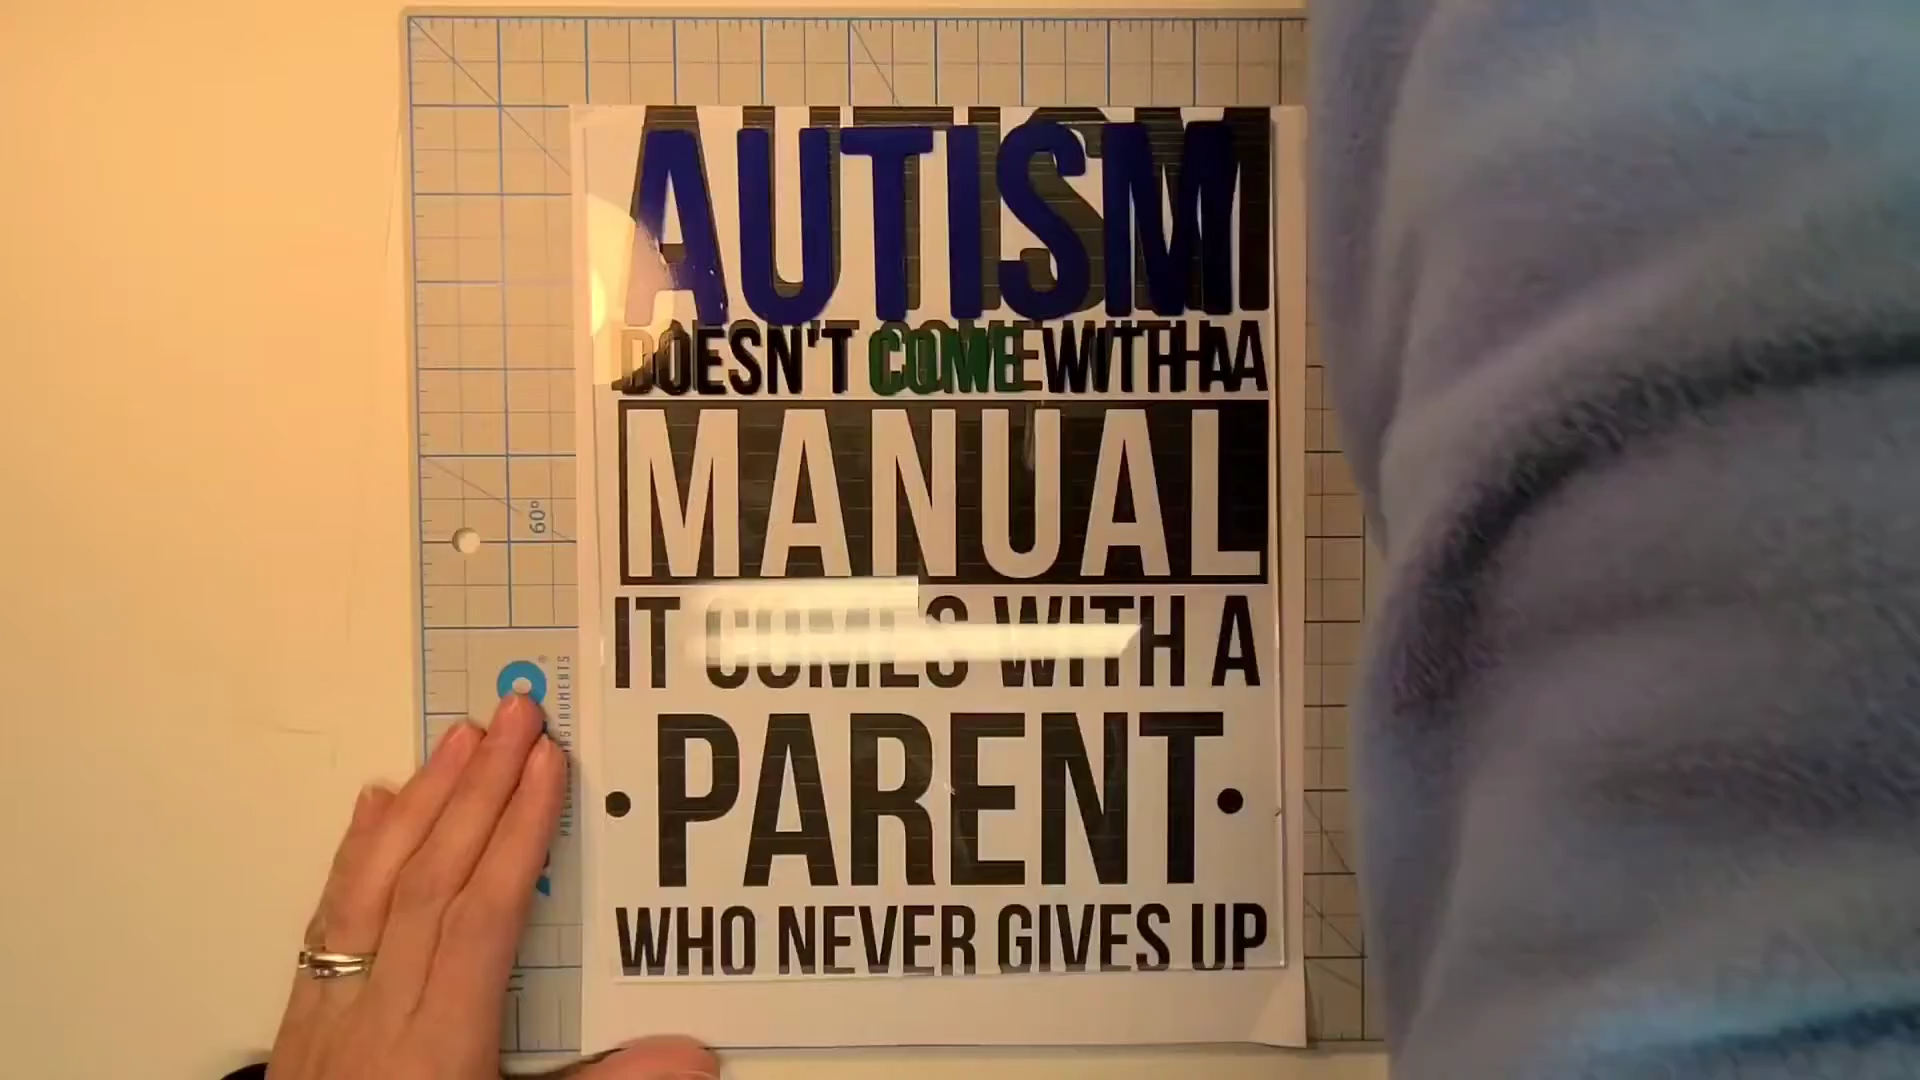 AUTISM
DOESN'T COME WITH A
MANUAL
IT COMES WITH A
• PARENT •
WHO NEVER GIVES UP
60°